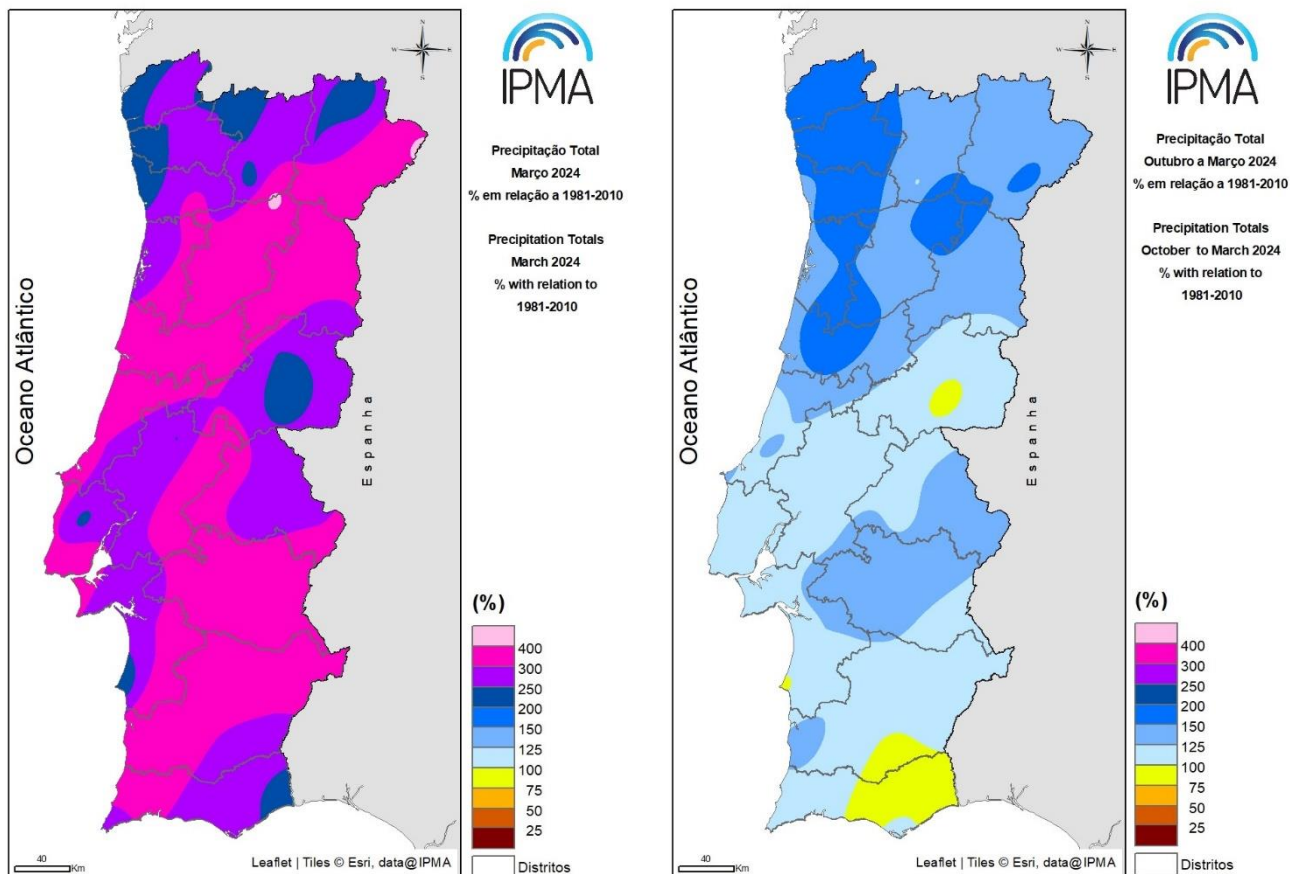 N
W
E
S
IPMA
Precipitação Total
Março 2024
% em relação a 1981-2010
Precipitation Totals
March 2024
% with relation to
1981-2010
Oceano Atlântico
Espanha
(%)
400
300
250
200
150
125
100
75
50
25
Distritos
40
Km
Leaflet | Tiles © Esri, data@IPMA
N
W
E
S
IPMA
Precipitação Total
Outubro a Março 2024
% em relação a 1981-2010
Precipitation Totals
October to March 2024
% with relation to
1981-2010
Oceano Atlântico
Espanha
(%)
400
300
250
200
150
125
100
75
50
25
Distritos
40
Km
Leaflet | Tiles © Esri, data@IPMA